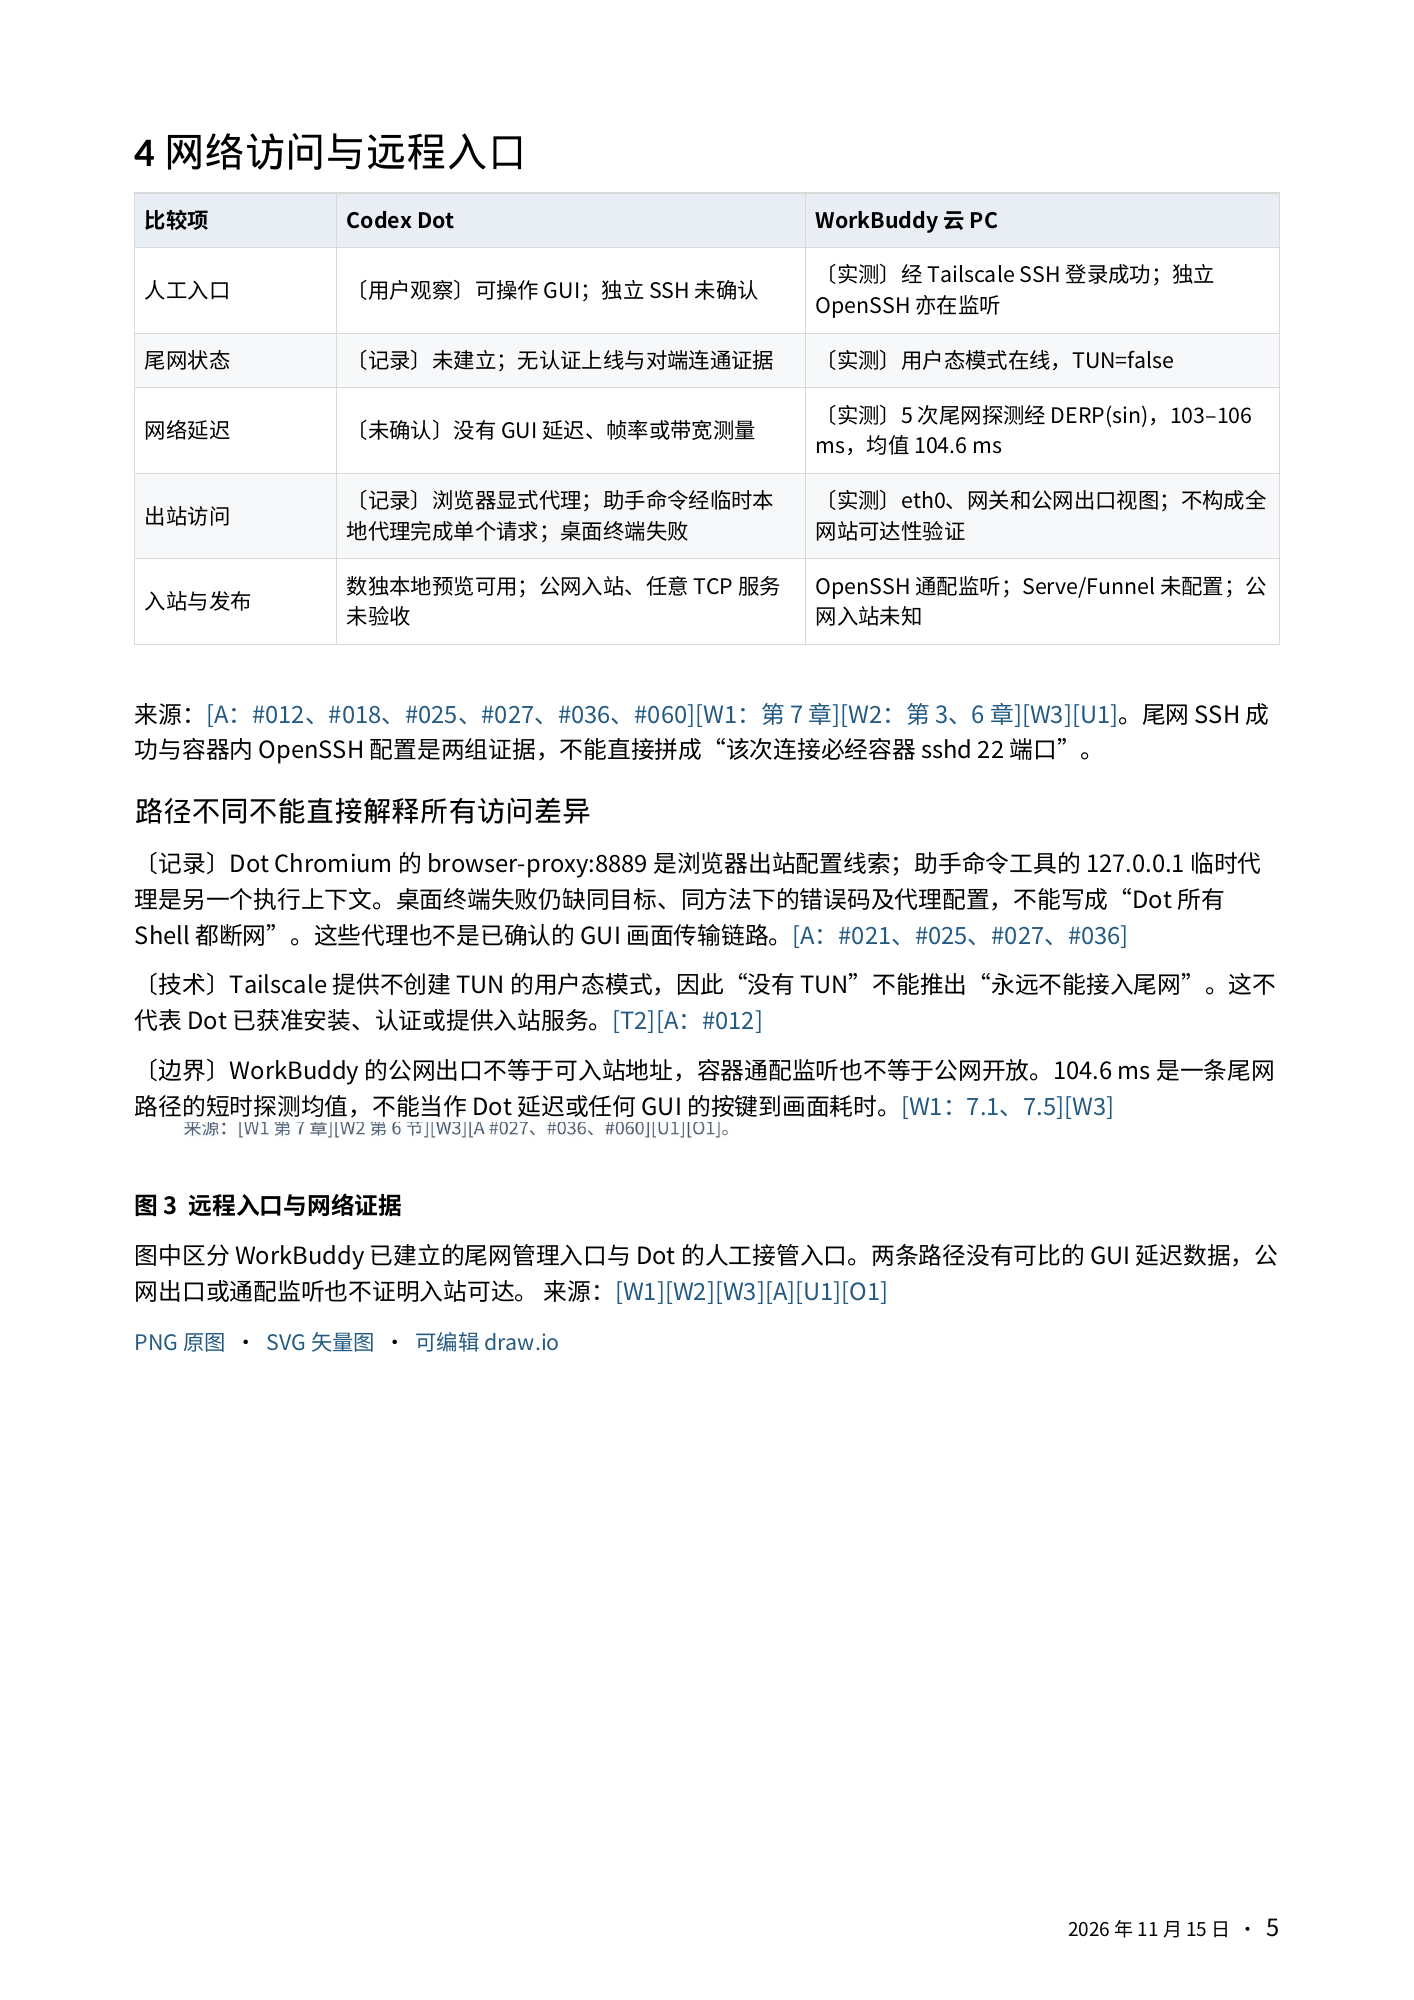 4 网络访问与远程入口
比较项 Codex Dot WorkBuddy 云 PC
人工入口 〔用户观察〕可操作 GUI；独立 SSH 未确认 〔实测〕经 Tailscale SSH 登录成功；独立
OpenSSH 亦在监听
尾网状态 〔记录〕未建立；无认证上线与对端连通证据 〔实测〕用户态模式在线，TUN=false
网络延迟 〔未确认〕没有 GUI 延迟、帧率或带宽测量 〔实测〕5 次尾网探测经 DERP(sin)，103–106
ms，均值 104.6 ms
出站访问 〔记录〕浏览器显式代理；助手命令经临时本
地代理完成单个请求；桌面终端失败
〔实测〕eth0、网关和公网出口视图；不构成全
网站可达性验证
入站与发布 数独本地预览可用；公网入站、任意 TCP 服务
未验收
OpenSSH 通配监听；Serve/Funnel 未配置；公
网入站未知
来源：[A：#012、#018、#025、#027、#036、#060][W1：第 7 章][W2：第 3、6 章][W3][U1]。尾网 SSH 成
功与容器内 OpenSSH 配置是两组证据，不能直接拼成“该次连接必经容器 sshd 22 端口”。
路径不同不能直接解释所有访问差异
〔记录〕Dot Chromium 的 browser-proxy:8889 是浏览器出站配置线索；助手命令工具的 127.0.0.1 临时代
理是另一个执行上下文。桌面终端失败仍缺同目标、同方法下的错误码及代理配置，不能写成“Dot 所有
Shell 都断网”。这些代理也不是已确认的 GUI 画面传输链路。[A：#021、#025、#027、#036]
〔技术〕Tailscale 提供不创建 TUN 的用户态模式，因此“没有 TUN”不能推出“永远不能接入尾网”。这不
代表 Dot 已获准安装、认证或提供入站服务。[T2][A：#012]
〔边界〕WorkBuddy 的公网出口不等于可入站地址，容器通配监听也不等于公网开放。104.6 ms 是一条尾网
路径的短时探测均值，不能当作 Dot 延迟或任何 GUI 的按键到画面耗时。[W1：7.1、7.5][W3]
来源：[W1 第 7 章][W2 第 6 节][W3][A #027、#036、#060][U1][O1]。
图 3 远程入口与网络证据
图中区分 WorkBuddy 已建立的尾网管理入口与 Dot 的人工接管入口。两条路径没有可比的 GUI 延迟数据，公
网出口或通配监听也不证明入站可达。 来源：[W1][W2][W3][A][U1][O1]
PNG 原图 · SVG 矢量图 · 可编辑 draw.io
2026 年 11 月 15 日 · 5